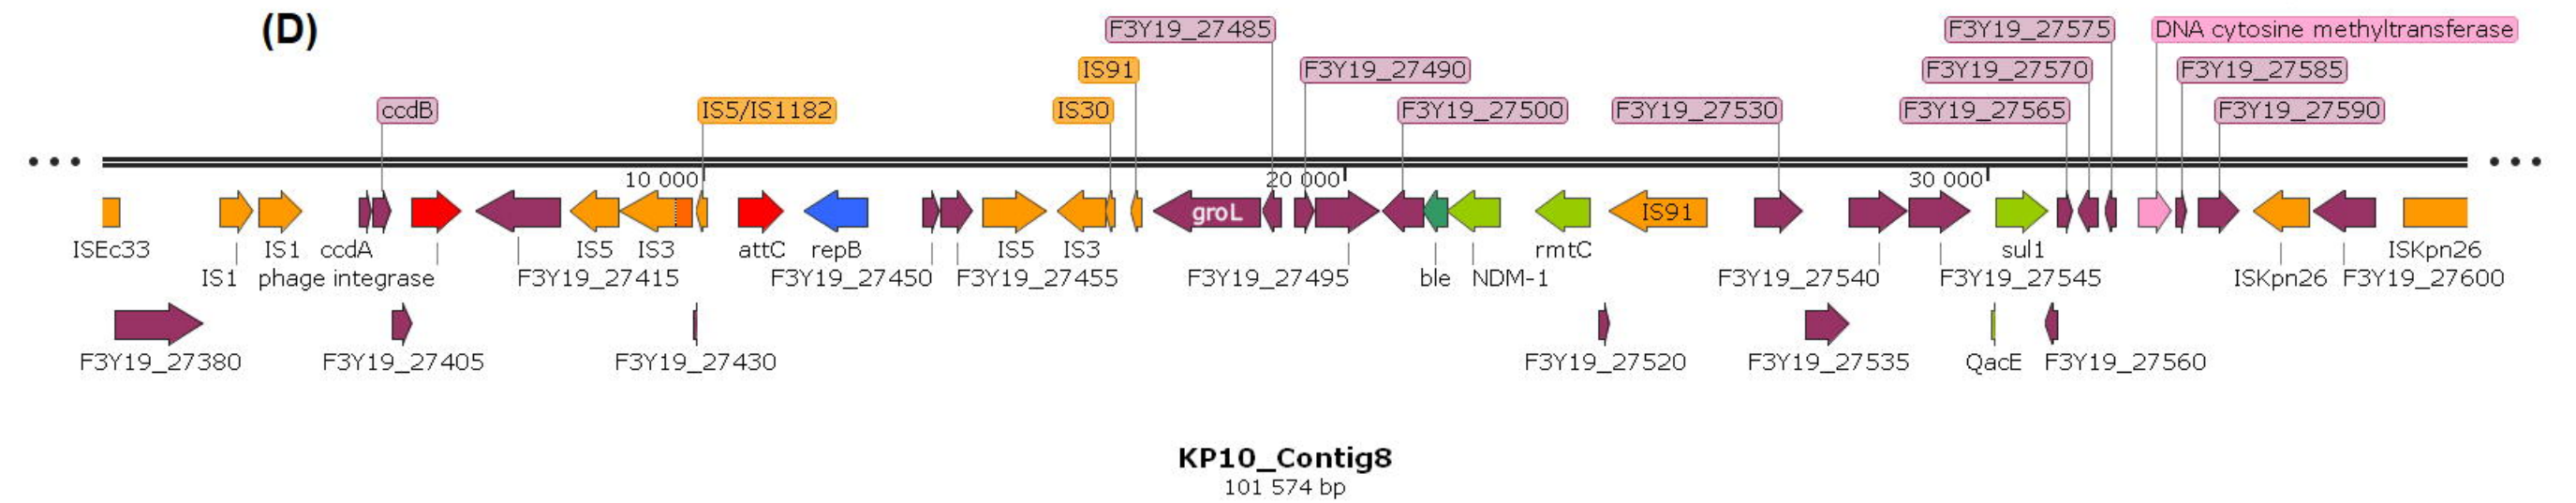 (D)
F3Y19_27485
F3Y19_27575
DNA cytosine methyltransferase
IS91
F3Y19_27490
F3Y19_27570
F3Y19_27585
ccdB
IS5/IS1182
IS30
F3Y19_27500
F3Y19_27530
F3Y19_27565
F3Y19_27590
10 000
20 000
30 000
groL
IS91
ISEc33
IS1
ccdA
IS5
IS3
attC
repB
IS5
IS3
rmtC
sul1
ISKpn26
IS1
phage integrase
F3Y19_27415
F3Y19_27450
F3Y19_27455
F3Y19_27495
ble
NDM-1
F3Y19_27540
F3Y19_27545
ISKpn26
F3Y19_27600
F3Y19_27380
F3Y19_27405
F3Y19_27430
F3Y19_27520
F3Y19_27535
QacE
F3Y19_27560
KP10_Contig8
101 574 bp